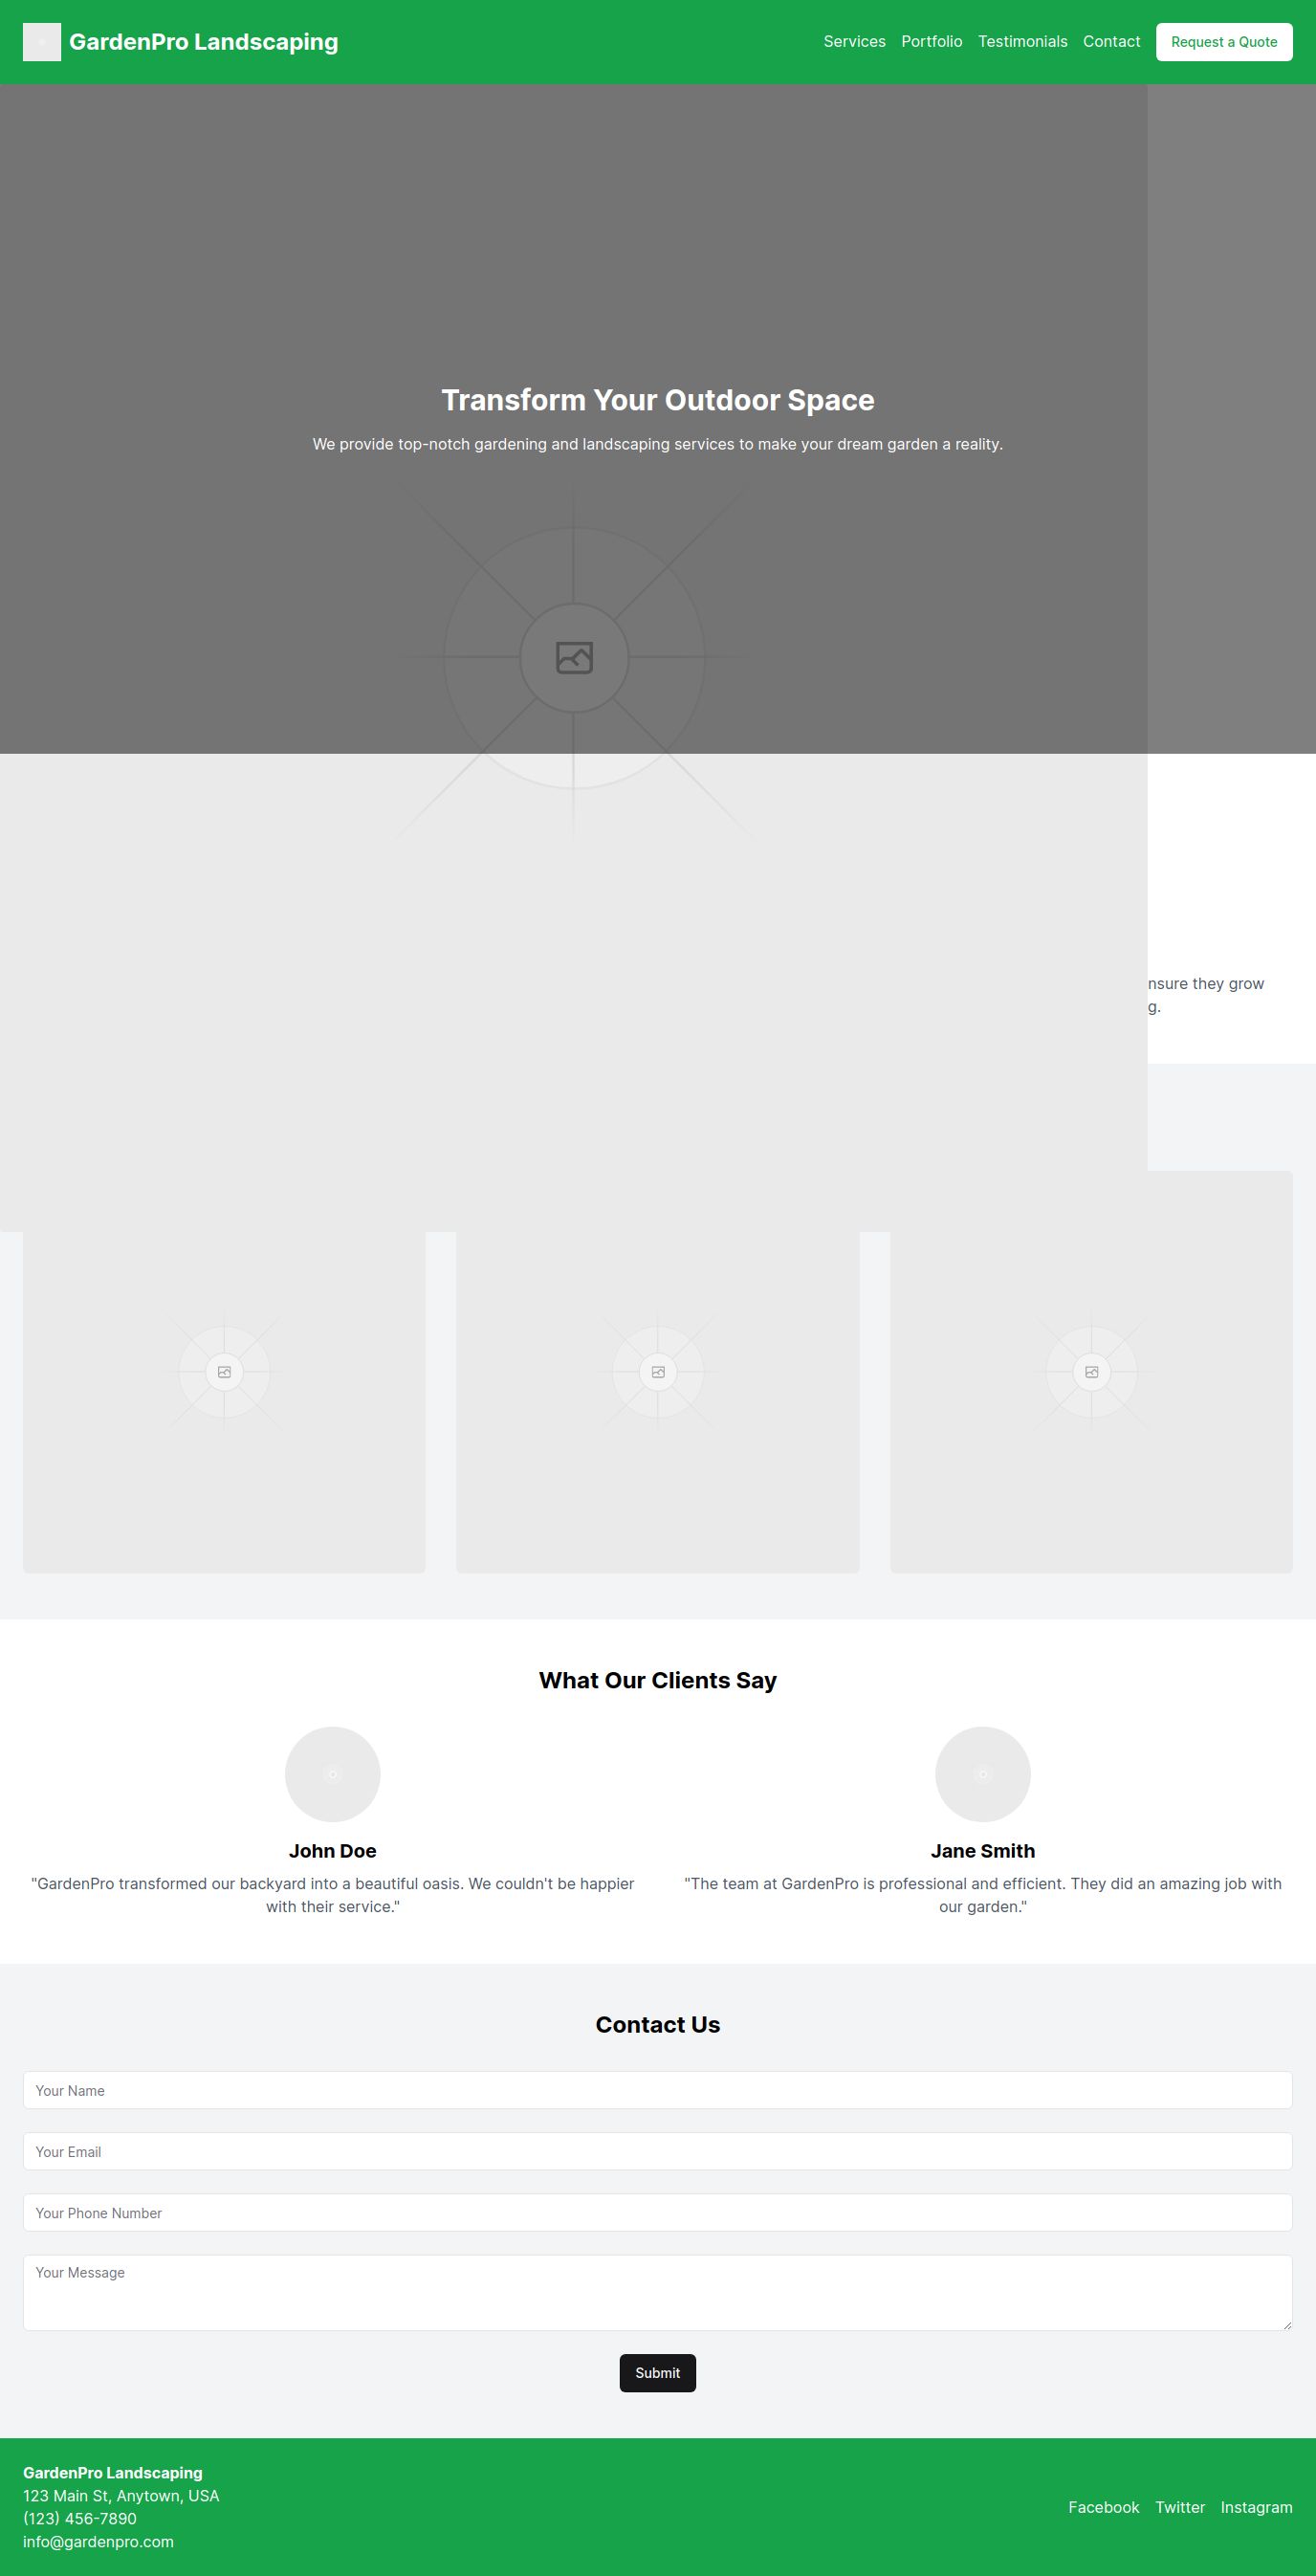 GardenPro Landscaping
Services Portfolio Testimonials Contact Request a Quote
Transform Your Outdoor Space
We provide top-notch gardening and landscaping services to make your dream garden a reality.
grow
What Our Clients Say
John Doe
"GardenPro transformed our backyard into a beautiful oasis. We couldn't be happier
with their service."
Jane Smith
"The team at GardenPro is professional and efficient. They did an amazing job with
our garden."
Contact Us
Your Name
Your Email
Your Phone Number
Your Message
Submit
GardenPro Landscaping
123 Main St, Anytown, USA
(123) 456-7890
info@gardenpro.com
Facebook Twitter Instagram